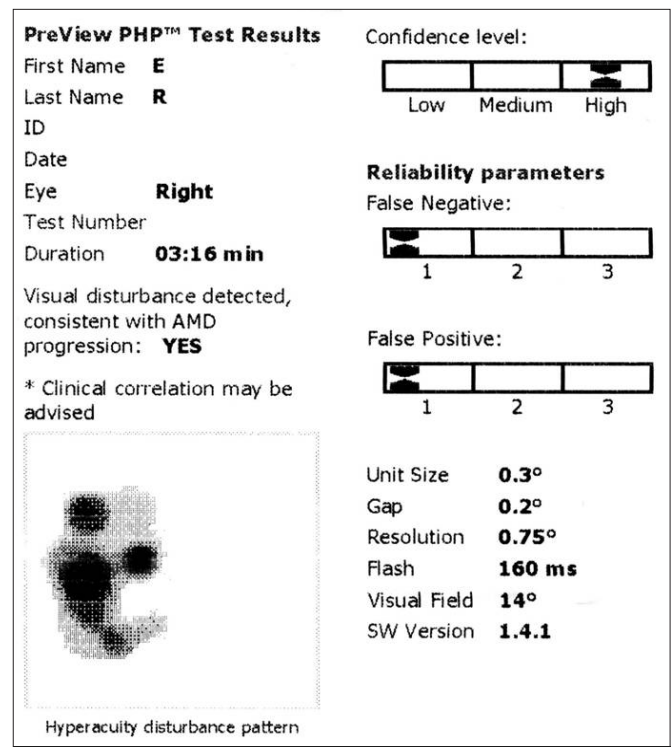 PreView PHP™ Test Results
First Name E
Last Name R
ID
Date
Eye Right
Test Number
Duration 03:16 min
Visual disturbance detected,
consistent with AMD
progression: YES
* Clinical correlation may be
advised
Hyperacuity disturbance pattern
Confidence level:
Low Medium High
Reliability parameters
False Negative:
1 2 3
False Positive:
1 2 3
Unit Size 0.3°
Gap 0.2°
Resolution 0.75°
Flash 160 ms
Visual Field 14°
SW Version 1.4.1